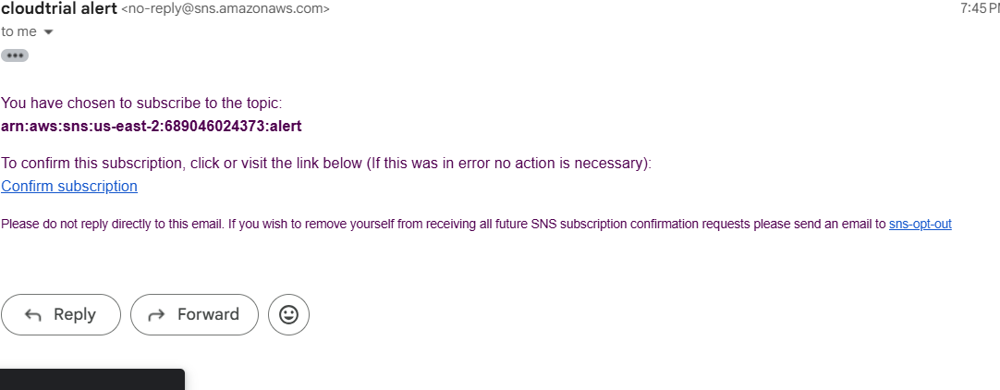 cloudtrial alert <no-reply@sns.amazonaws.com> 7:45 PM
to me
You have chosen to subscribe to the topic:
arn:aws:sns:us-east-2:689046024373:alert
To confirm this subscription, click or visit the link below (If this was in error no action is necessary):
Confirm subscription
Please do not reply directly to this email. If you wish to remove yourself from receiving all future SNS subscription confirmation requests please send an email to sns-opt-out
Reply Forward